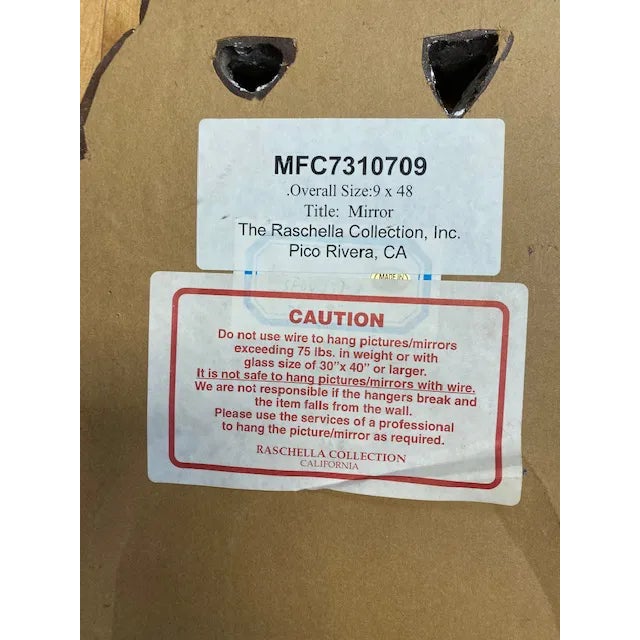 MFC7310709
.Overall Size:9 x 48
Title: Mirror
The Raschella Collection, Inc.
Pico Rivera, CA
MADE IN
CAUTION
Do not use wire to hang pictures/mirrors
exceeding 75 lbs. in weight or with
glass size of 30"x 40" or larger.
It is not safe to hang pictures/mirrors with wire.
We are not responsible if the hangers break and
the item falls from the wall.
Please use the services of a professional
to hang the picture/mirror as required.
RASCHELLA COLLECTION
CALIFORNIA